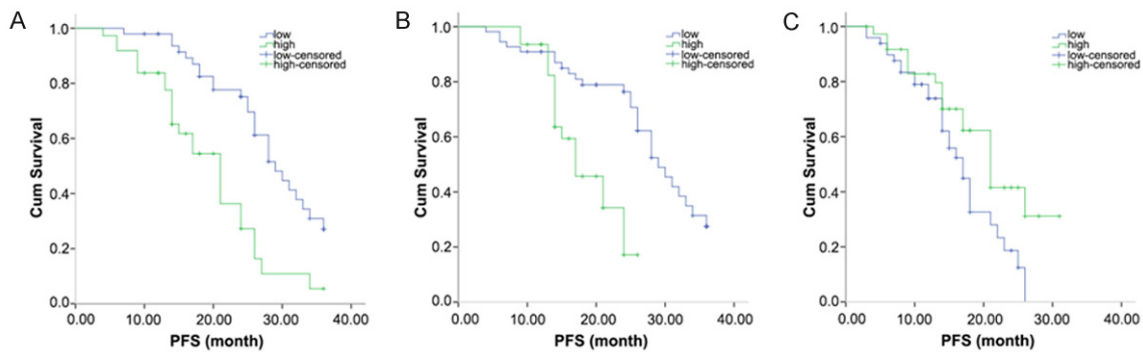 A
low
high
low-censored
high-censored
1.0
0.8
0.6
0.4
0.2
0.0
Cum Survival
0.00 10.00 20.00 30.00 40.00
PFS (month)
B
low
high
low-censored
high-censored
1.0
0.8
0.6
0.4
0.2
0.0
Cum Survival
0.00 10.00 20.00 30.00 40.00
PFS (month)
C
low
high
low-censored
high-censored
1.0
0.8
0.6
0.4
0.2
0.0
Cum Survival
0.00 10.00 20.00 30.00 40.00
PFS (month)